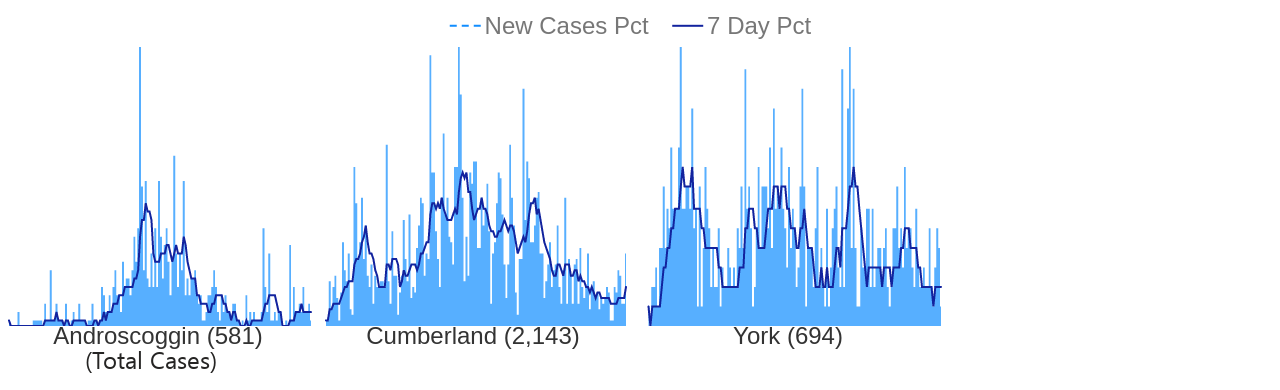 New Cases Pct 7 Day Pct
Androscoggin (581) Cumberland (2,143) York (694)
(Total Cases)